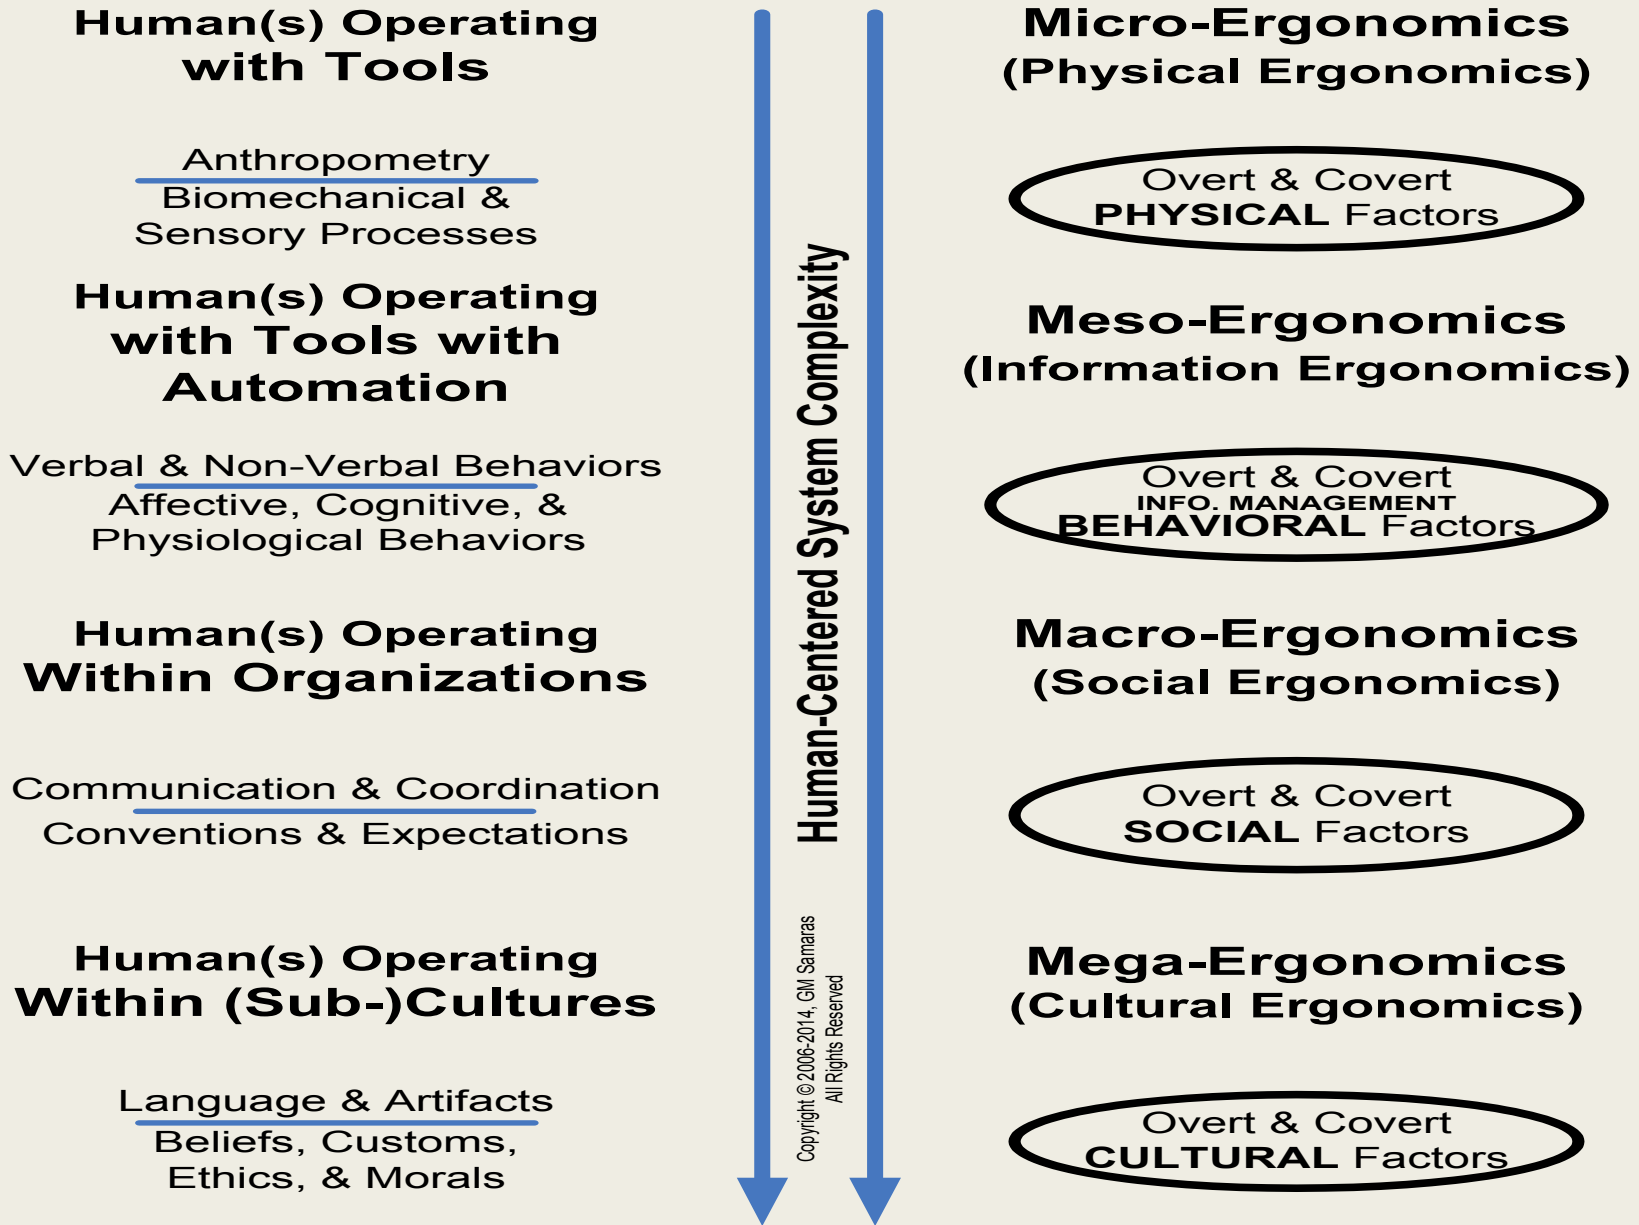 Human(s) Operating
with Tools
Anthropometry
Biomechanical &
Sensory Processes
Human(s) Operating
with Tools with
Automation
Verbal & Non-Verbal Behaviors
Affective, Cognitive, &
Physiological Behaviors
Human(s) Operating
Within Organizations
Communication & Coordination
Conventions & Expectations
Human(s) Operating
Within (Sub-)Cultures
Language & Artifacts
Beliefs, Customs,
Ethics, & Morals
Human-Centered System Complexity
Copyright © 2006-2014, GM Samaras
All Rights Reserved
Micro-Ergonomics
(Physical Ergonomics)
Overt & Covert
PHYSICAL Factors
Meso-Ergonomics
(Information Ergonomics)
Overt & Covert
INFO. MANAGEMENT
BEHAVIORAL Factors
Macro-Ergonomics
(Social Ergonomics)
Overt & Covert
SOCIAL Factors
Mega-Ergonomics
(Cultural Ergonomics)
Overt & Covert
CULTURAL Factors